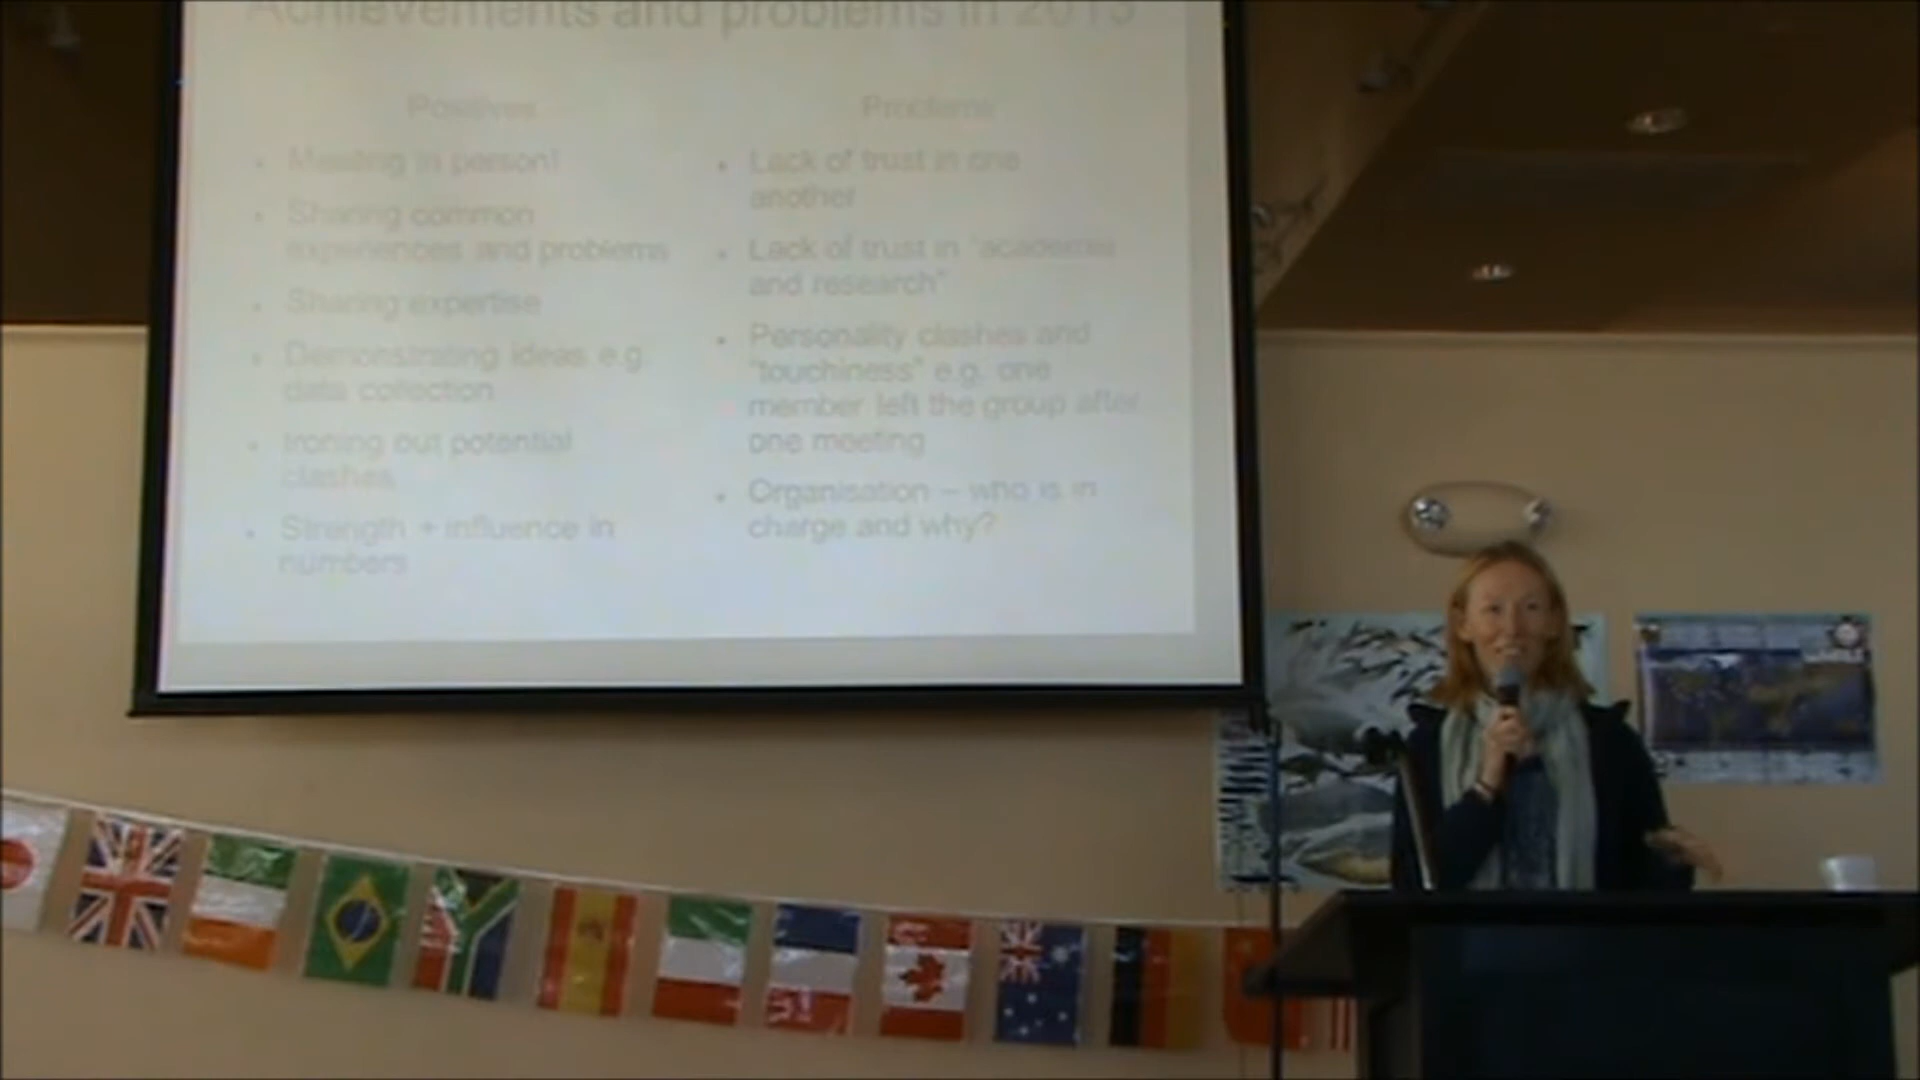 Achievements and problems in 2013
Positives
• Meeting in person!
• Sharing common
experiences and problems
• Sharing expertise
• Demonstrating ideas e.g.
data collection
• Ironing out potential
clashes
• Strength + influence in
numbers
Problems
• Lack of trust in one
another
• Lack of trust in "academia
and research"
• Personality clashes and
"touchiness" e.g. one
member left the group after
one meeting
• Organisation – who is in
charge and why?